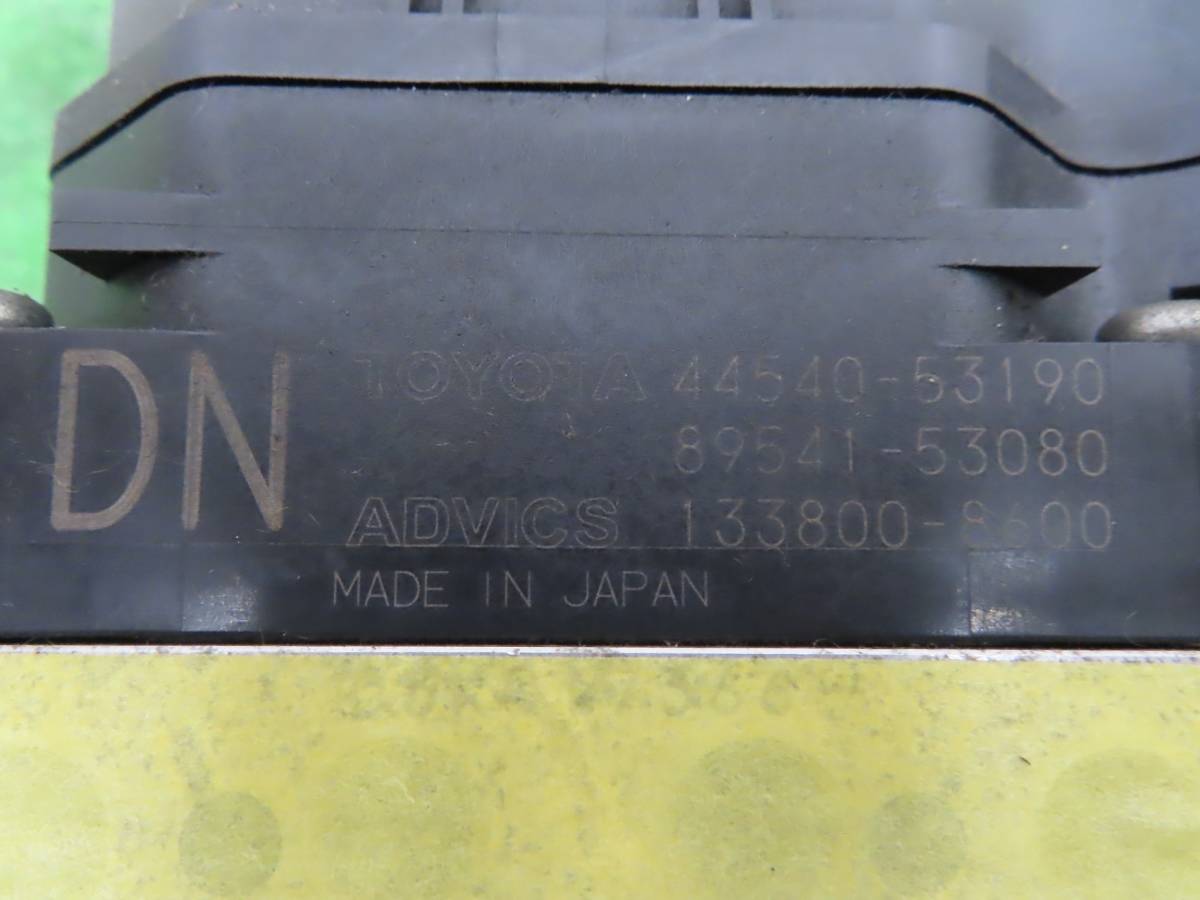 DN TOYOTA 44540-53190
89541-53080
ADVICS 133800-8600
MADE IN JAPAN